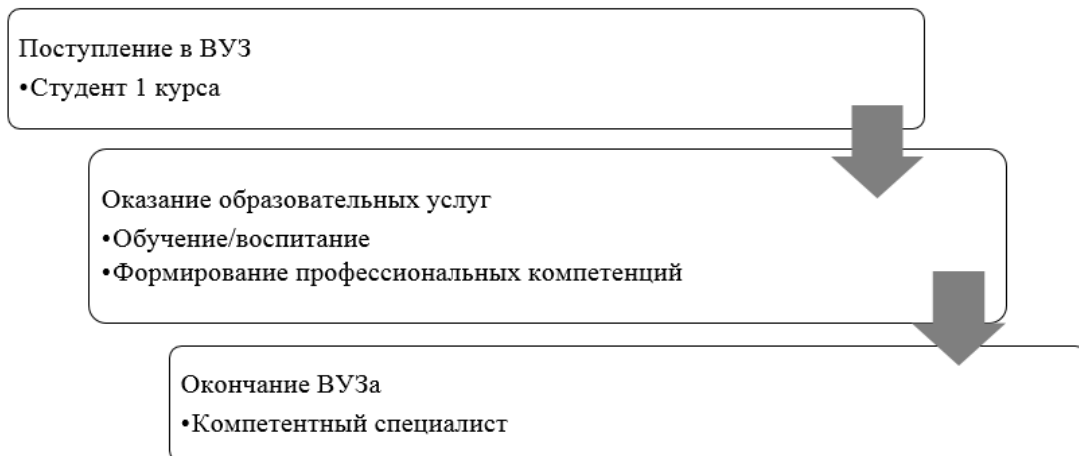 Поступление в ВУЗ
•Студент 1 курса
Оказание образовательных услуг
•Обучение/воспитание
•Формирование профессиональных компетенций
Окончание ВУЗа
•Компетентный специалист